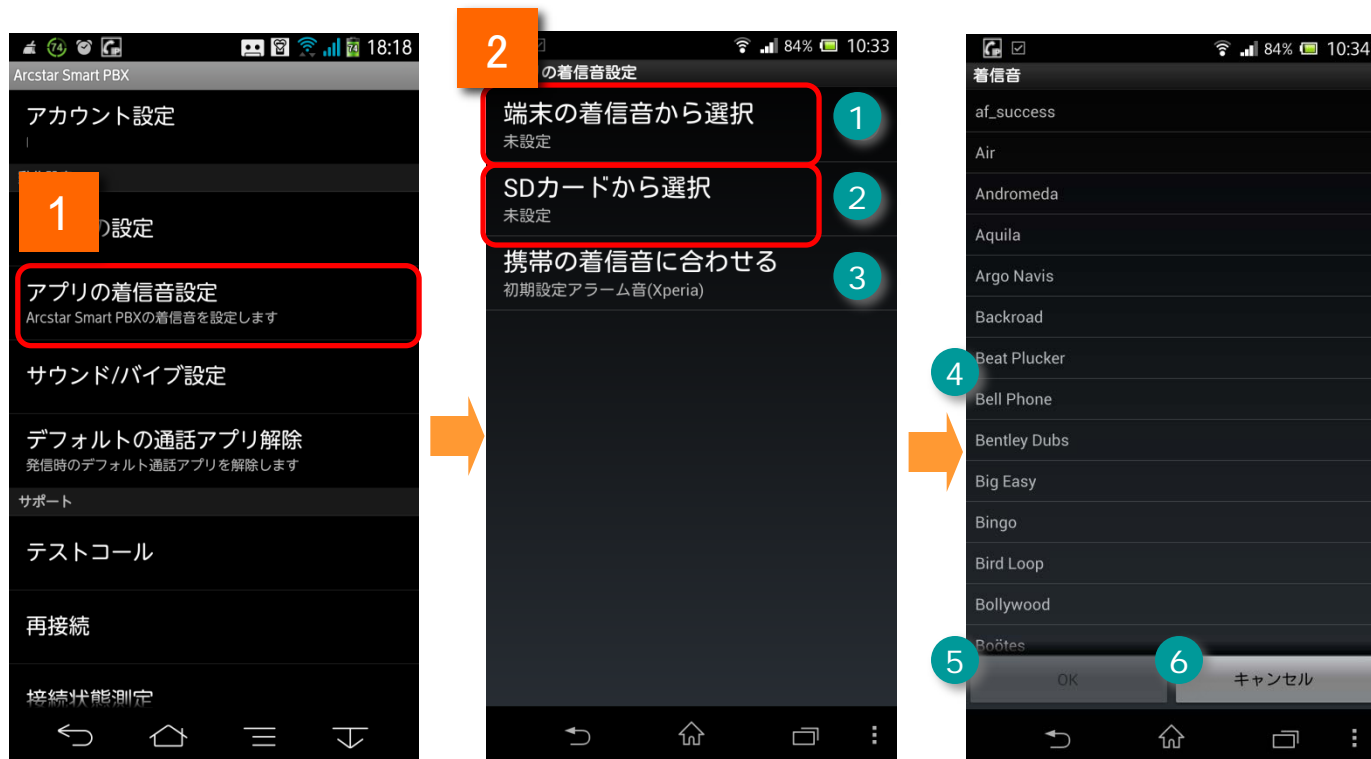 74
74
18:18
Arcstar Smart PBX
アカウント設定
1
の設定
アプリの着信音設定
Arcstar Smart PBXの着信音を設定します
サウンド/バイブ設定
デフォルトの通話アプリ解除
発信時のデフォルト通話アプリを解除します
サポート
テストコール
再接続
接続状態測定
2
84%
10:33
の着信音設定
端末の着信音から選択
未設定
1
SDカードから選択
未設定
2
携帯の着信音に合わせる
初期設定アラーム音(Xperia)
3
84%
10:34
着信音
af_success
Air
Andromeda
Aquila
Argo Navis
Backroad
Beat Plucker
4
Bell Phone
Bentley Dubs
Big Easy
Bingo
Bird Loop
Bollywood
Boötes
5
OK
6
キャンセル